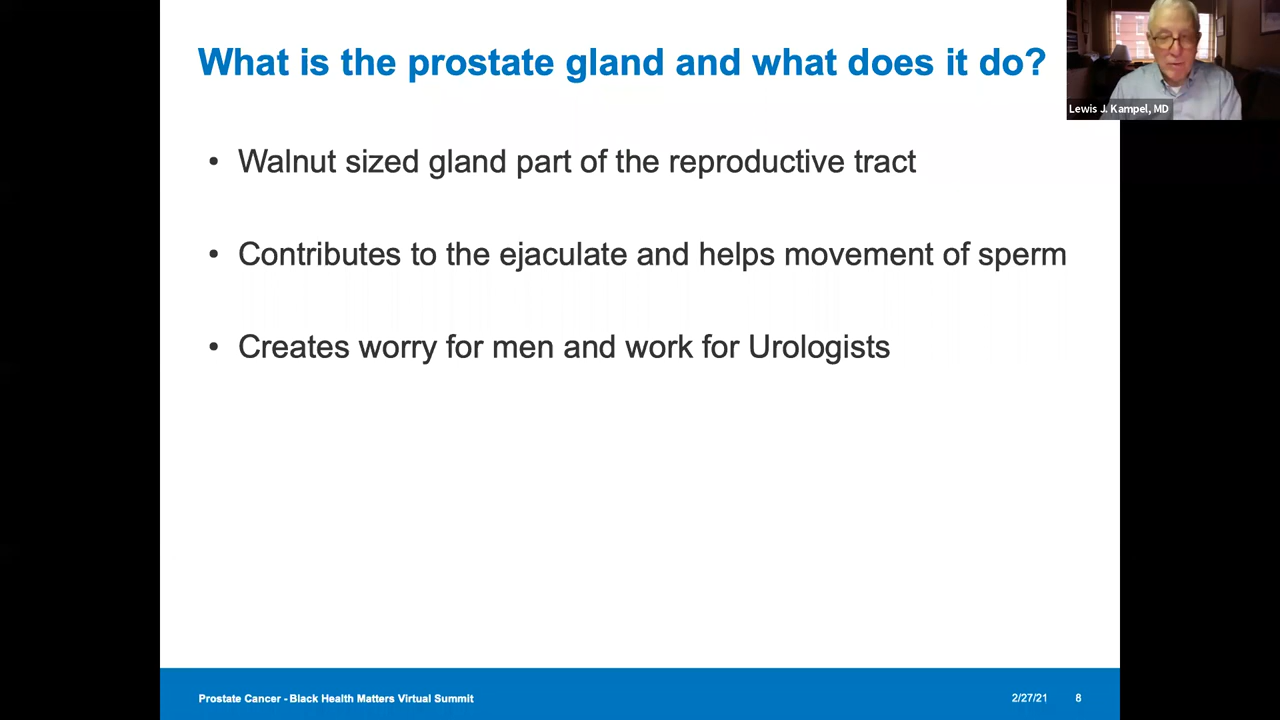 What is the prostate gland and what does it do?
Lewis J. Kampel, MD
• Walnut sized gland part of the reproductive tract
• Contributes to the ejaculate and helps movement of sperm
• Creates worry for men and work for Urologists
Prostate Cancer - Black Health Matters Virtual Summit
2/27/21 8